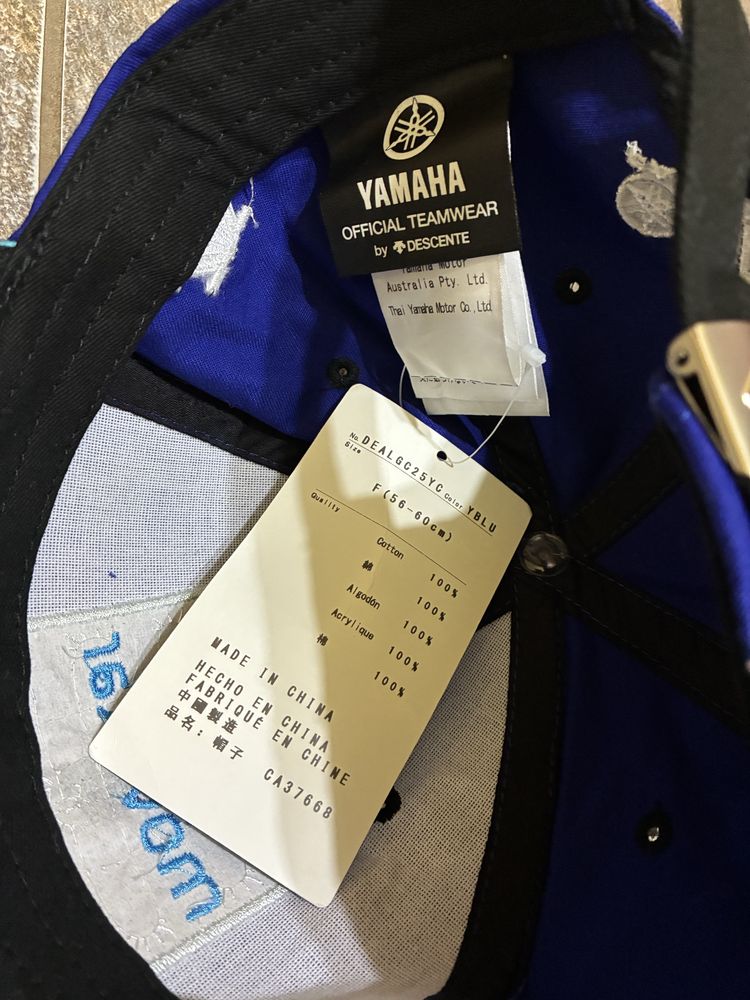 YAMAHA
OFFICIAL TEAMWEAR
by DESCENTE
Yamaha Motor
Australia Pty. Ltd.
Thai Yamaha Motor Co., Ltd.
No. DEALGC25YC Color YBLU
Size F(56-60cm)
Quality
Cotton 100%
綿 100%
Algodón 100%
Acrylique 100%
棉 100%
MADE IN CHINA
HECHO EN CHINA
FABRIQUÉ EN CHINE
中國製造
品名: 帽子 CA37668